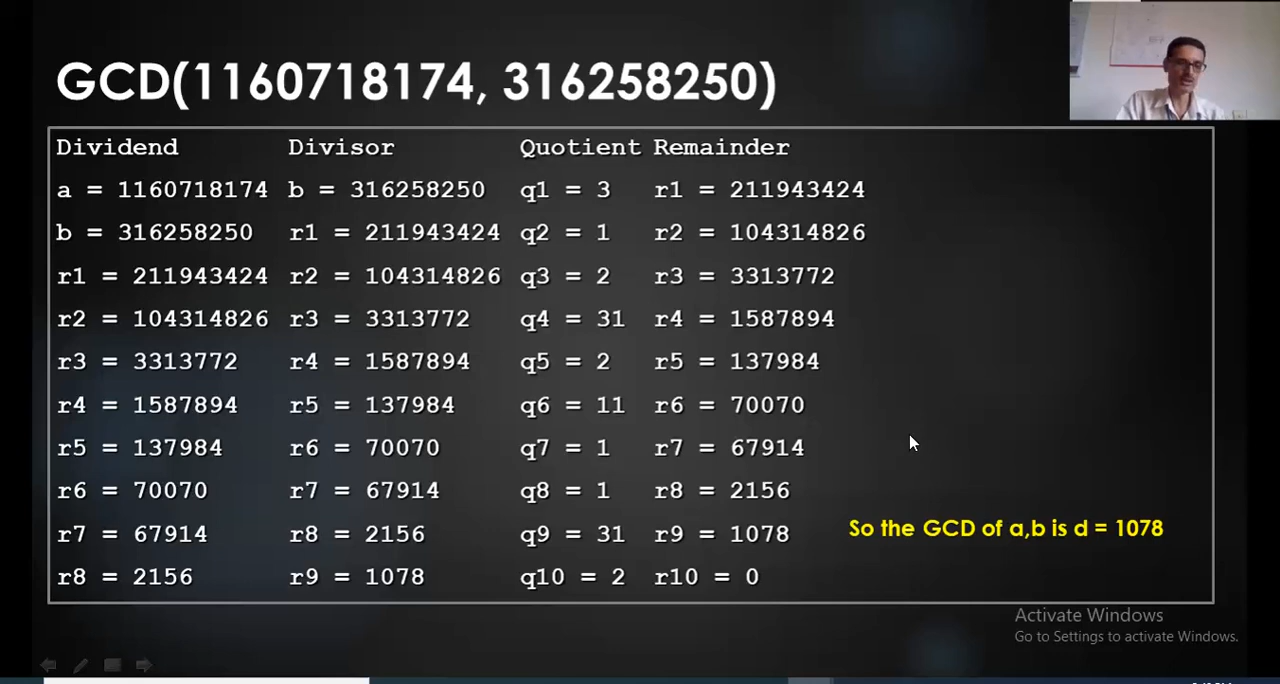 GCD(1160718174, 316258250)
Dividend Divisor Quotient Remainder
a = 1160718174 b = 316258250 q1 = 3 r1 = 211943424
b = 316258250 r1 = 211943424 q2 = 1 r2 = 104314826
r1 = 211943424 r2 = 104314826 q3 = 2 r3 = 3313772
r2 = 104314826 r3 = 3313772 q4 = 31 r4 = 1587894
r3 = 3313772 r4 = 1587894 q5 = 2 r5 = 137984
r4 = 1587894 r5 = 137984 q6 = 11 r6 = 70070
r5 = 137984 r6 = 70070 q7 = 1 r7 = 67914
r6 = 70070 r7 = 67914 q8 = 1 r8 = 2156
r7 = 67914 r8 = 2156 q9 = 31 r9 = 1078
So the GCD of a,b is d = 1078
r8 = 2156 r9 = 1078 q10 = 2 r10 = 0
Activate Windows
Go to Settings to activate Windows.